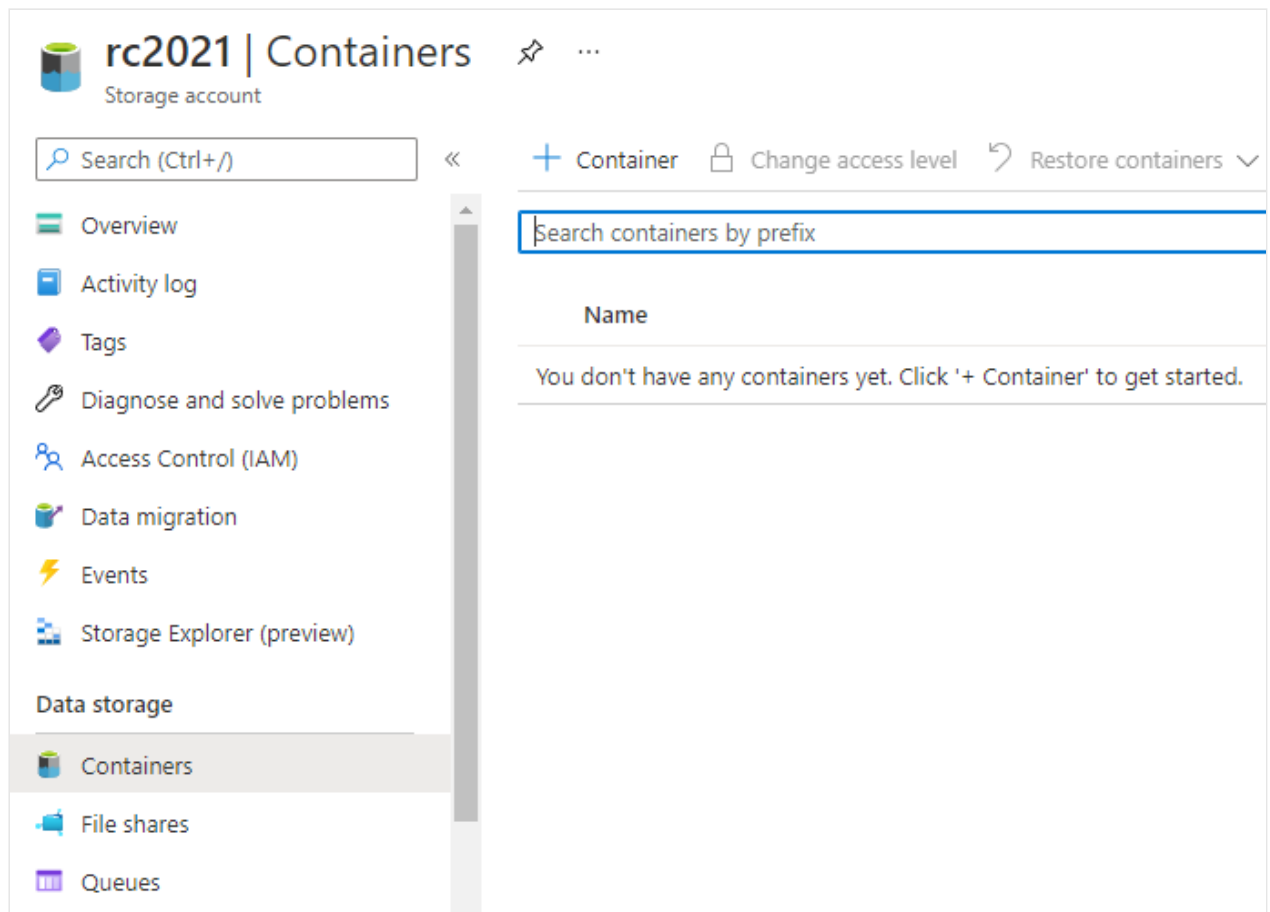 rc2021 | Containers
...
Storage account
Search (Ctrl+/)
«
Overview
Activity log
Tags
Diagnose and solve problems
Access Control (IAM)
Data migration
Events
Storage Explorer (preview)
Data storage
Containers
File shares
Queues
+ Container
Change access level
Restore containers
Search containers by prefix
Name
You don't have any containers yet. Click '+ Container' to get started.